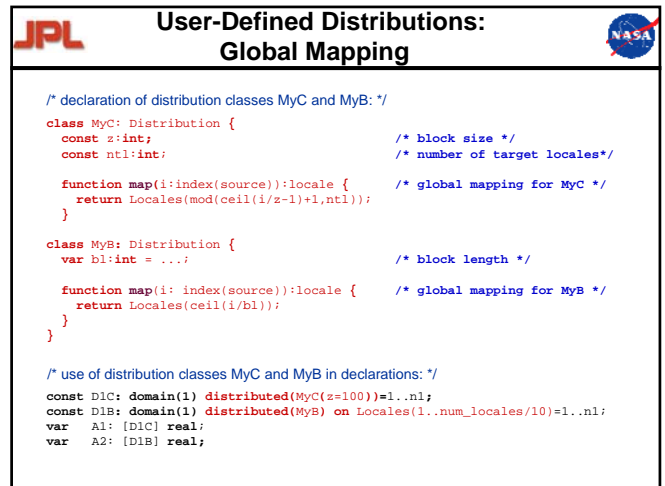 JPL
User-Defined Distributions:
Global Mapping
NASA
/* declaration of distribution classes MyC and MyB: */
class MyC: Distribution {
const z:int; /* block size */
const ntl:int; /* number of target locales*/
function map(i:index(source)):locale { /* global mapping for MyC */
return Locales(mod(ceil(i/z-1)+1,ntl));
}
class MyB: Distribution {
var bl:int = ...; /* block length */
function map(i: index(source)):locale { /* global mapping for MyB */
return Locales(ceil(i/bl));
}
}
/* use of distribution classes MyC and MyB in declarations: */
const D1C: domain(1) distributed(MyC(z=100))=1..n1;
const D1B: domain(1) distributed(MyB) on Locales(1..num_locales/10)=1..n1;
var A1: [D1C] real;
var A2: [D1B] real;